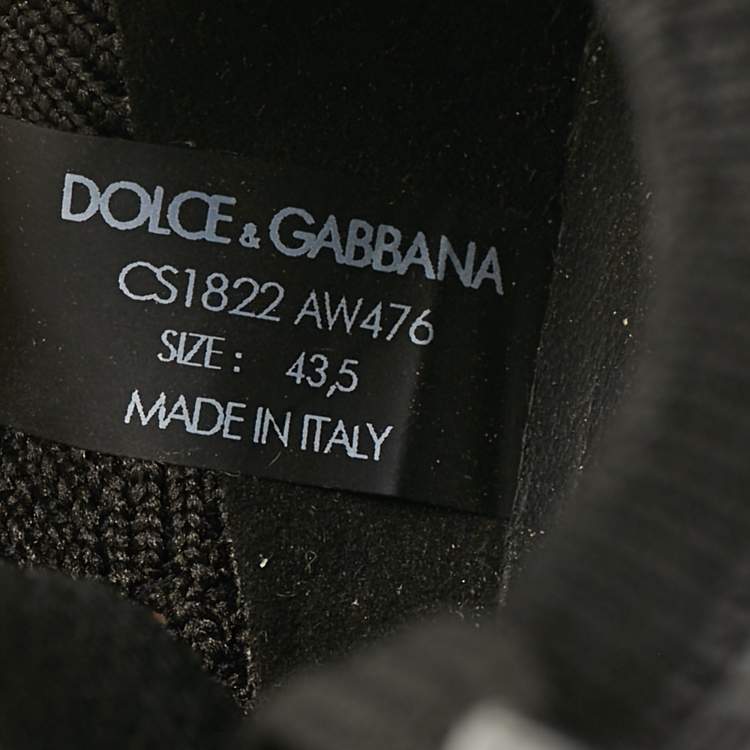 DOLCE & GABBANA
CS1822 AW476
SIZE: 43,5
MADE IN ITALY